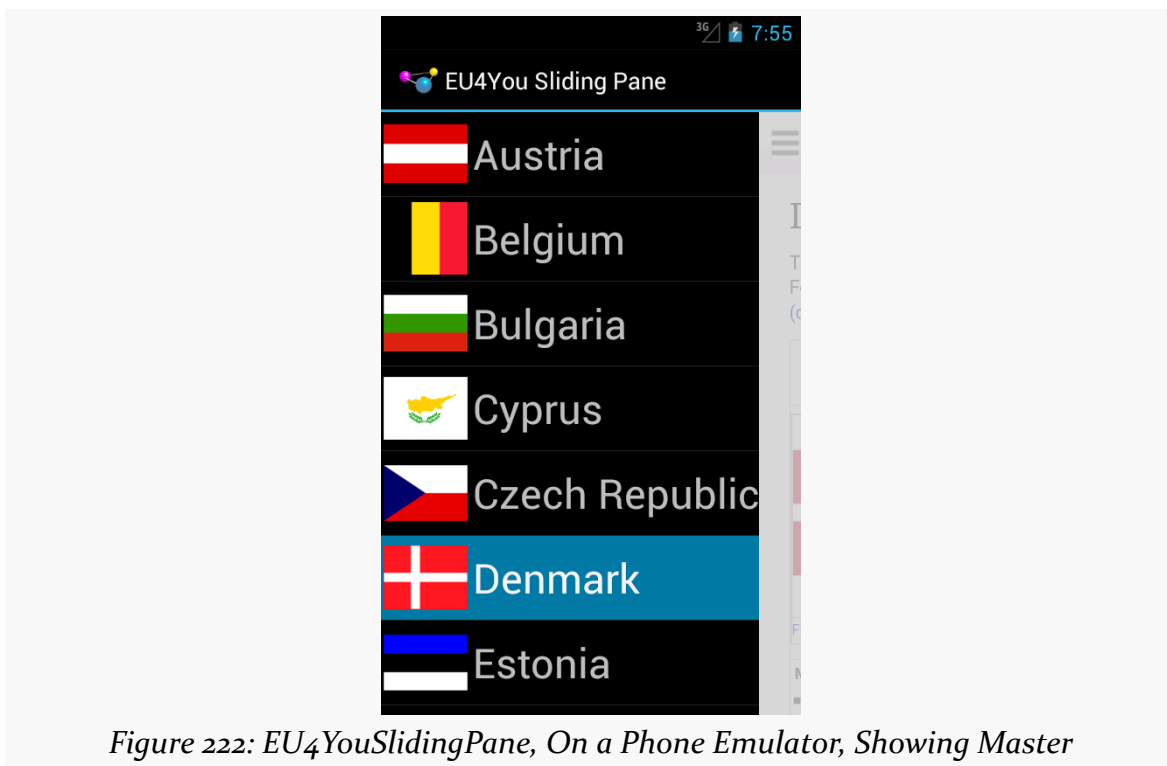 3G 7:55
EU4You Sliding Pane
Austria
Belgium
Bulgaria
Cyprus
Czech Republic
Denmark
Estonia
Figure 222: EU4YouSlidingPane, On a Phone Emulator, Showing Master